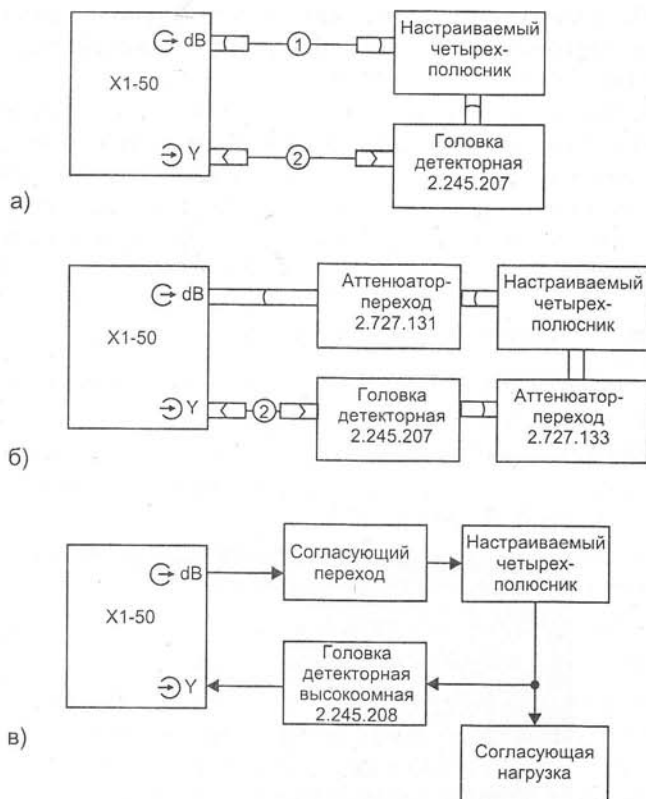 dB
1
Настраиваемый
четырех-
полюсник
X1-50
Y
2
Головка
детекторная
2.245.207
а)
dB
Аттенюатор-
переход
2.727.131
Настраиваемый
четырех-
полюсник
X1-50
Y
2
Головка
детекторная
2.245.207
Аттенюатор-
переход
2.727.133
б)
dB
Согласующий
переход
Настраиваемый
четырех-
полюсник
X1-50
Y
Головка
детекторная
высокоомная
2.245.208
в)
Согласующая
нагрузка